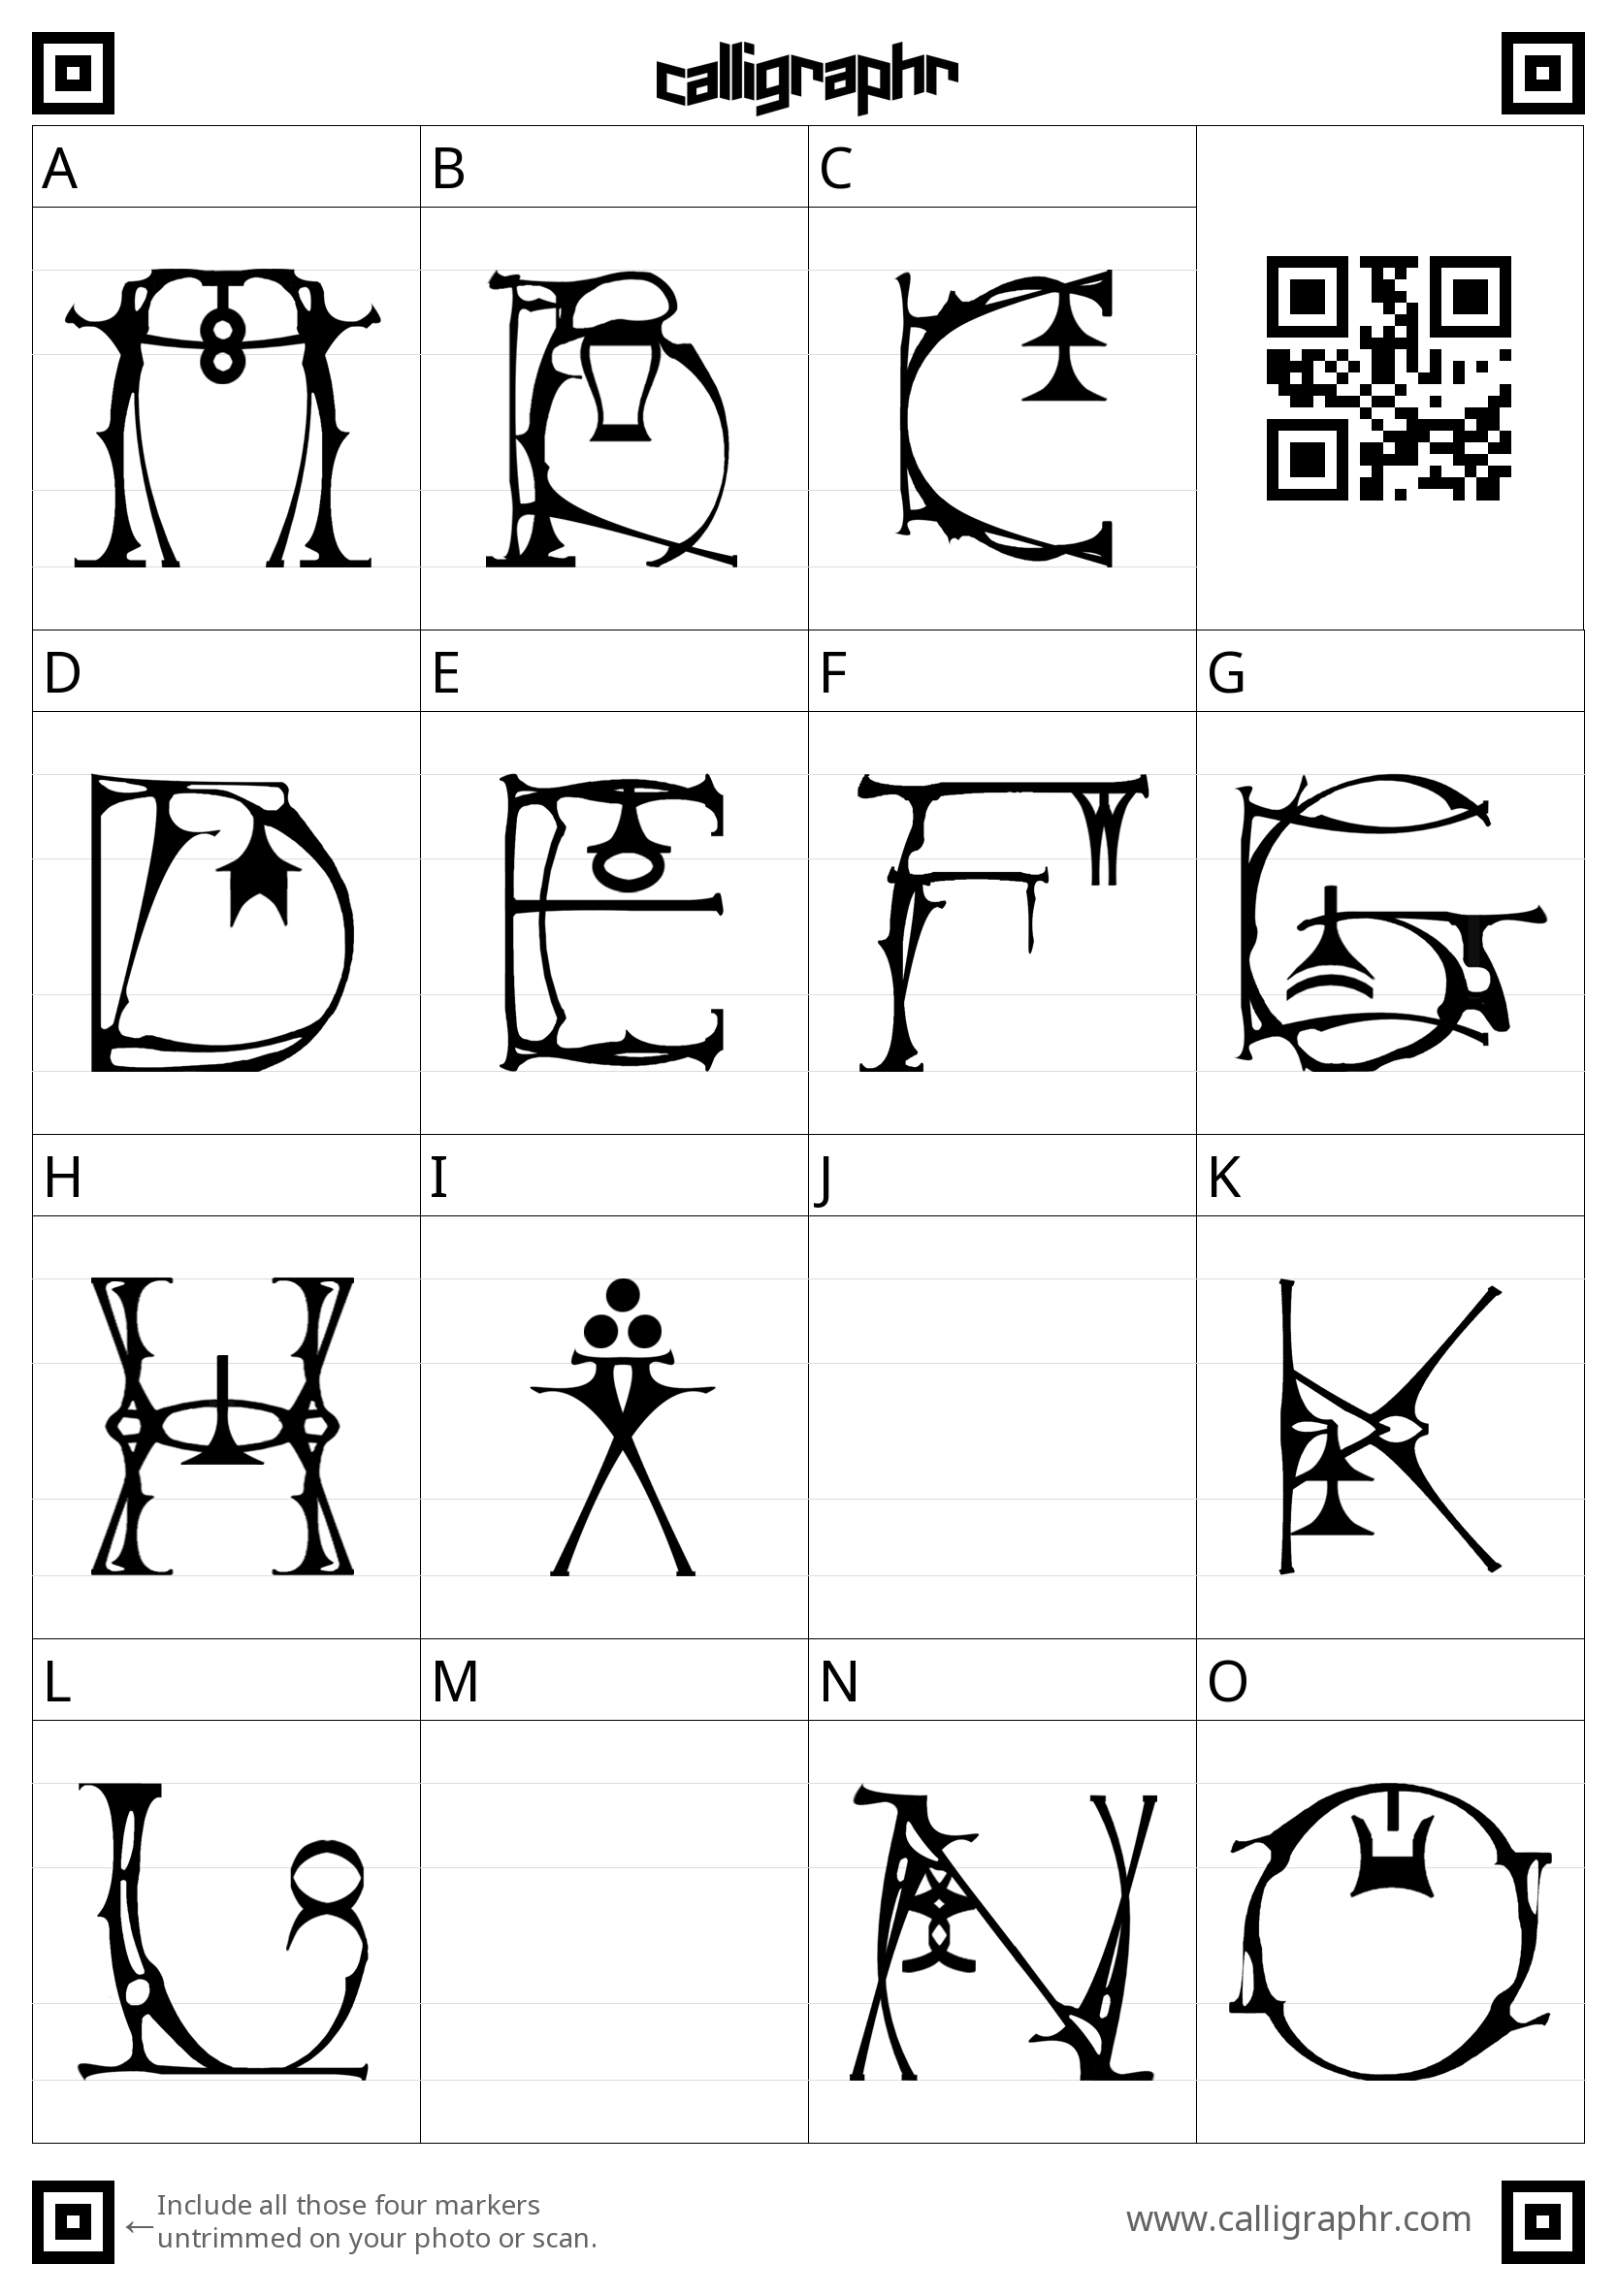 calligraphr
A B C
A B C
D E F G
D E F G
H I J K
H I K
L M N O
L N O
←Include all those four markers
untrimmed on your photo or scan.
www.calligraphr.com